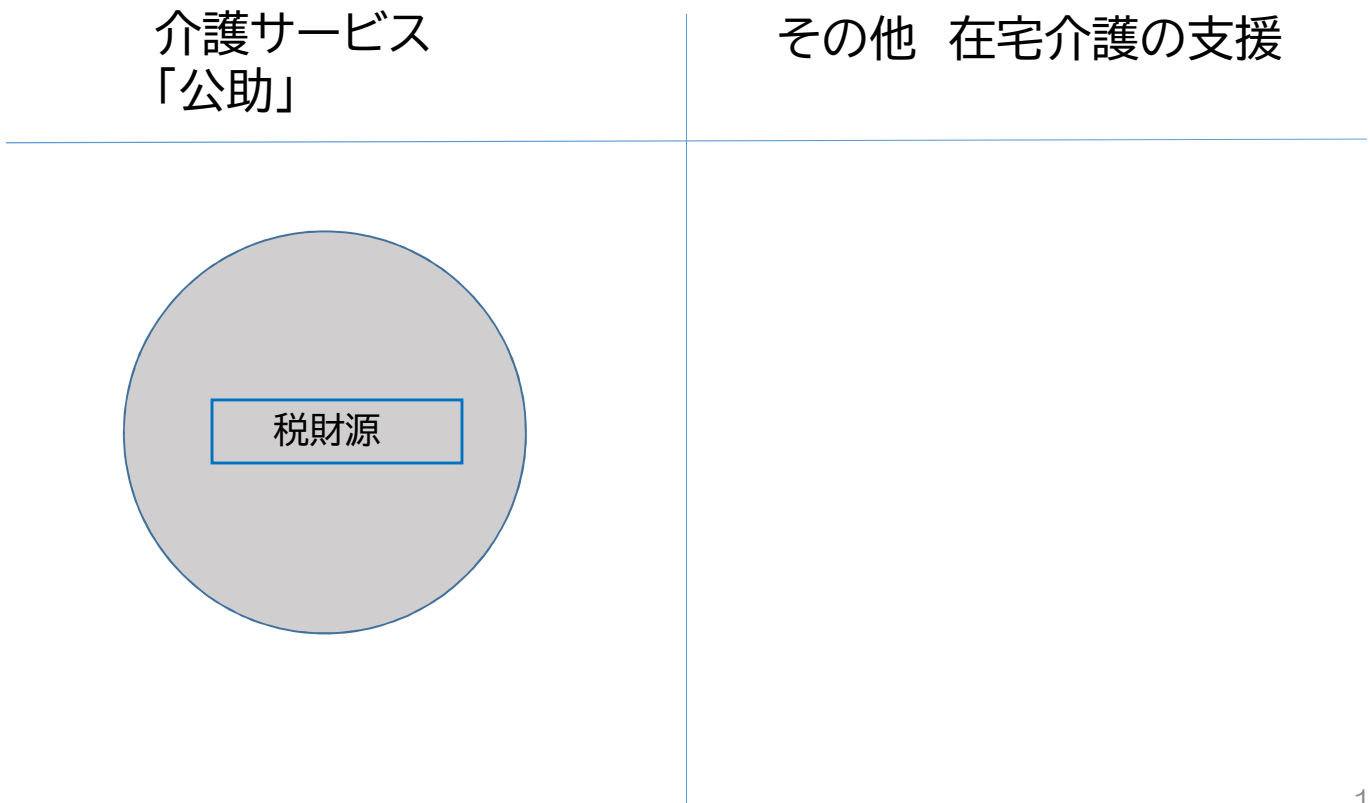 介護サービス
「公助」
その他 在宅介護の支援
税財源
1